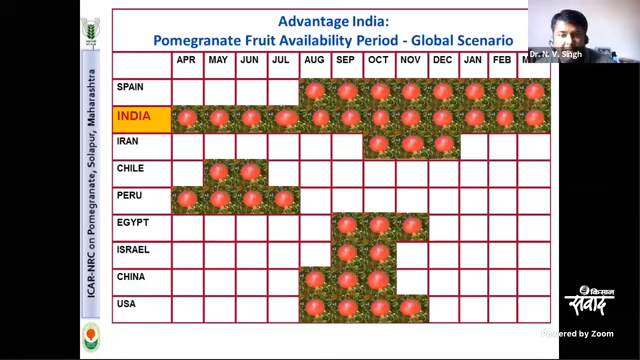 Advantage India:
Pomegranate Fruit Availability Period - Global Scenario
Dr. N. V. Singh
APR MAY JUN JUL AUG SEP OCT NOV DEC JAN FEB
SPAIN
INDIA
IRAN
CHILE
PERU
EGYPT
ISRAEL
CHINA
USA
ICAR-NRC on Pomegranate, Solapur, Maharashtra
किसान
संवाद
Powered by Zoom